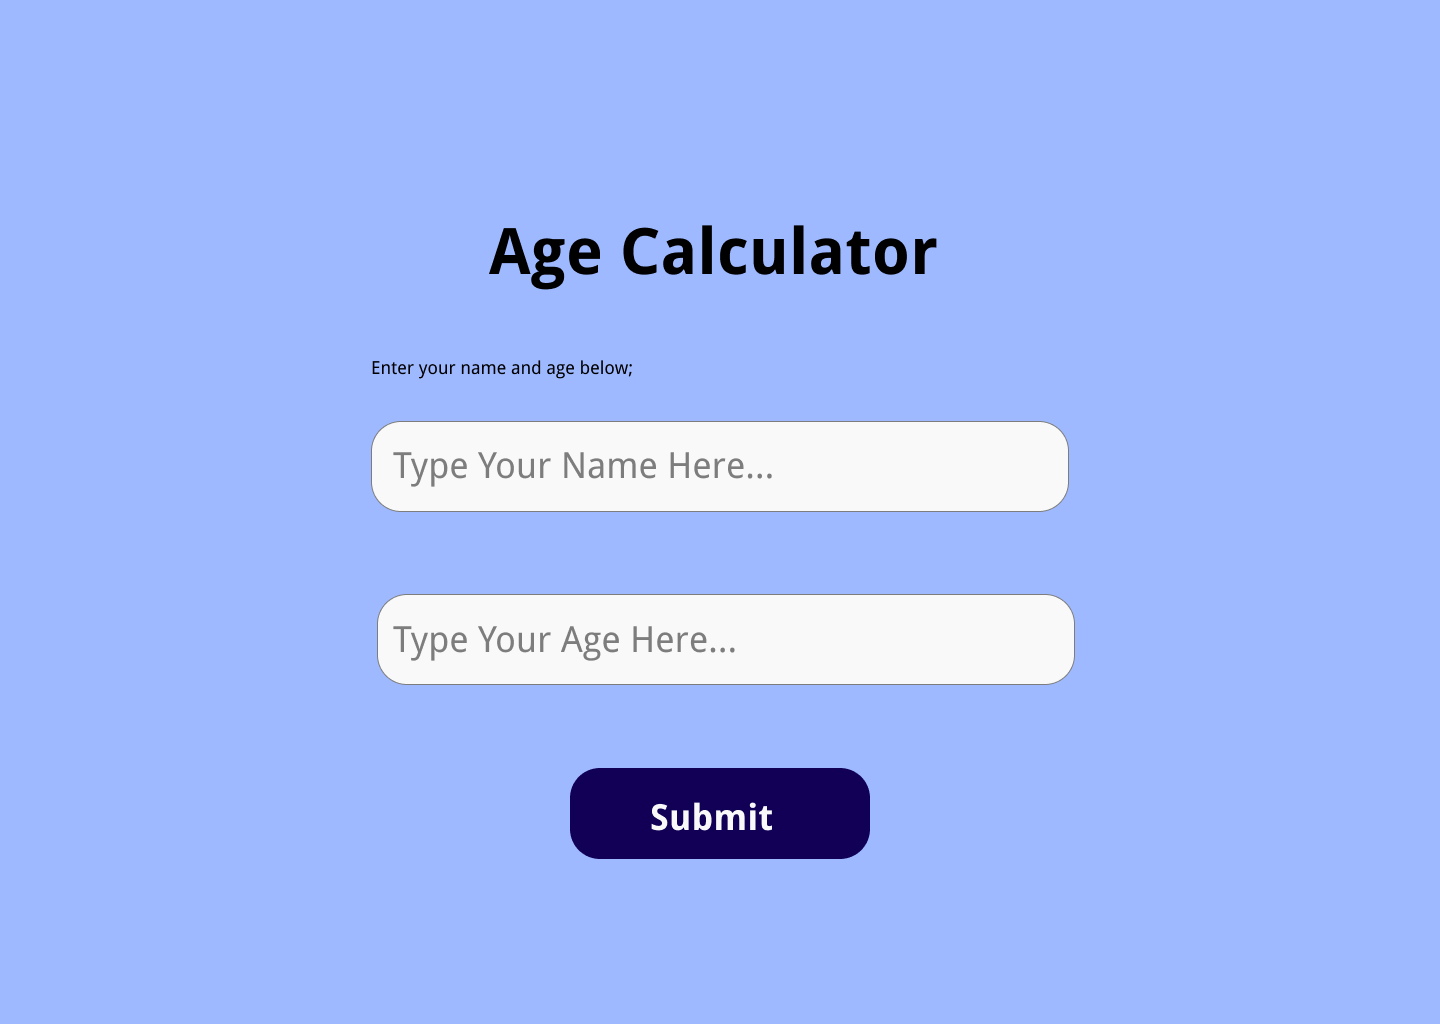 Age Calculator
Enter your name and age below;
Type Your Name Here...
Type Your Age Here...
Submit